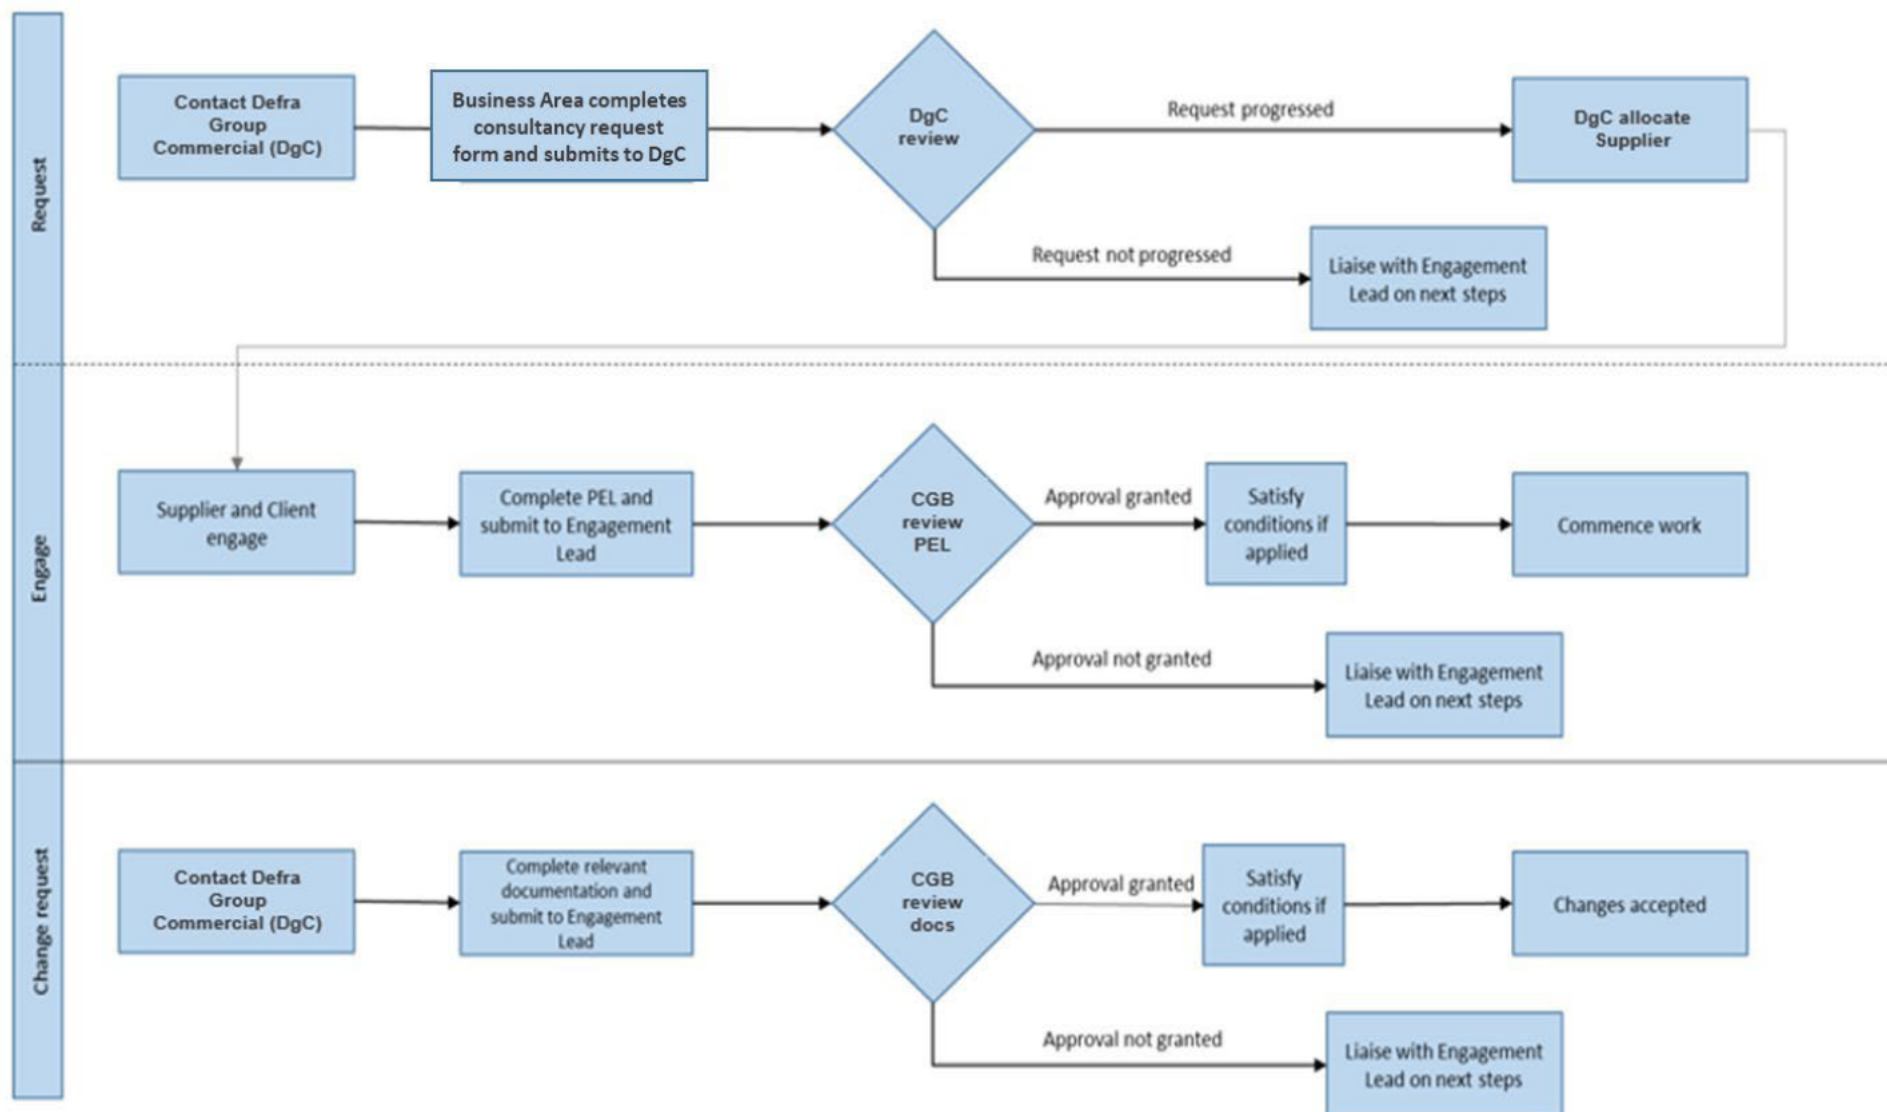 Request
Contact Defra
Group
Commercial (DgC)
Business Area completes
consultancy request
form and submits to DgC
DgC
review
Request progressed
DgC allocate
Supplier
Request not progressed
Liaise with Engagement
Lead on next steps
Engage
Supplier and Client
engage
Complete PEL and
submit to Engagement
Lead
CGB
review
PEL
Approval granted
Satisfy
conditions if
applied
Commence work
Approval not granted
Liaise with Engagement
Lead on next steps
Change request
Contact Defra
Group
Commercial (DgC)
Complete relevant
documentation and
submit to Engagement
Lead
CGB
review
docs
Approval granted
Satisfy
conditions if
applied
Changes accepted
Approval not granted
Liaise with Engagement
Lead on next steps